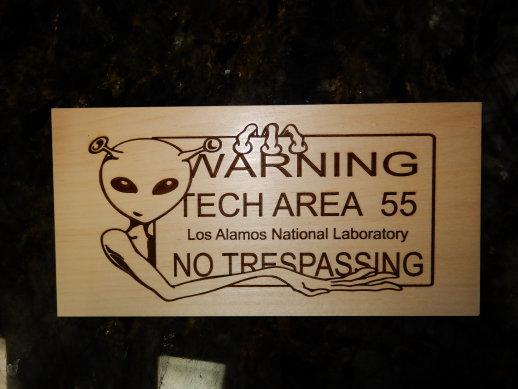 WARNING
TECH AREA 55
Los Alamos National Laboratory
NO TRESPASSING